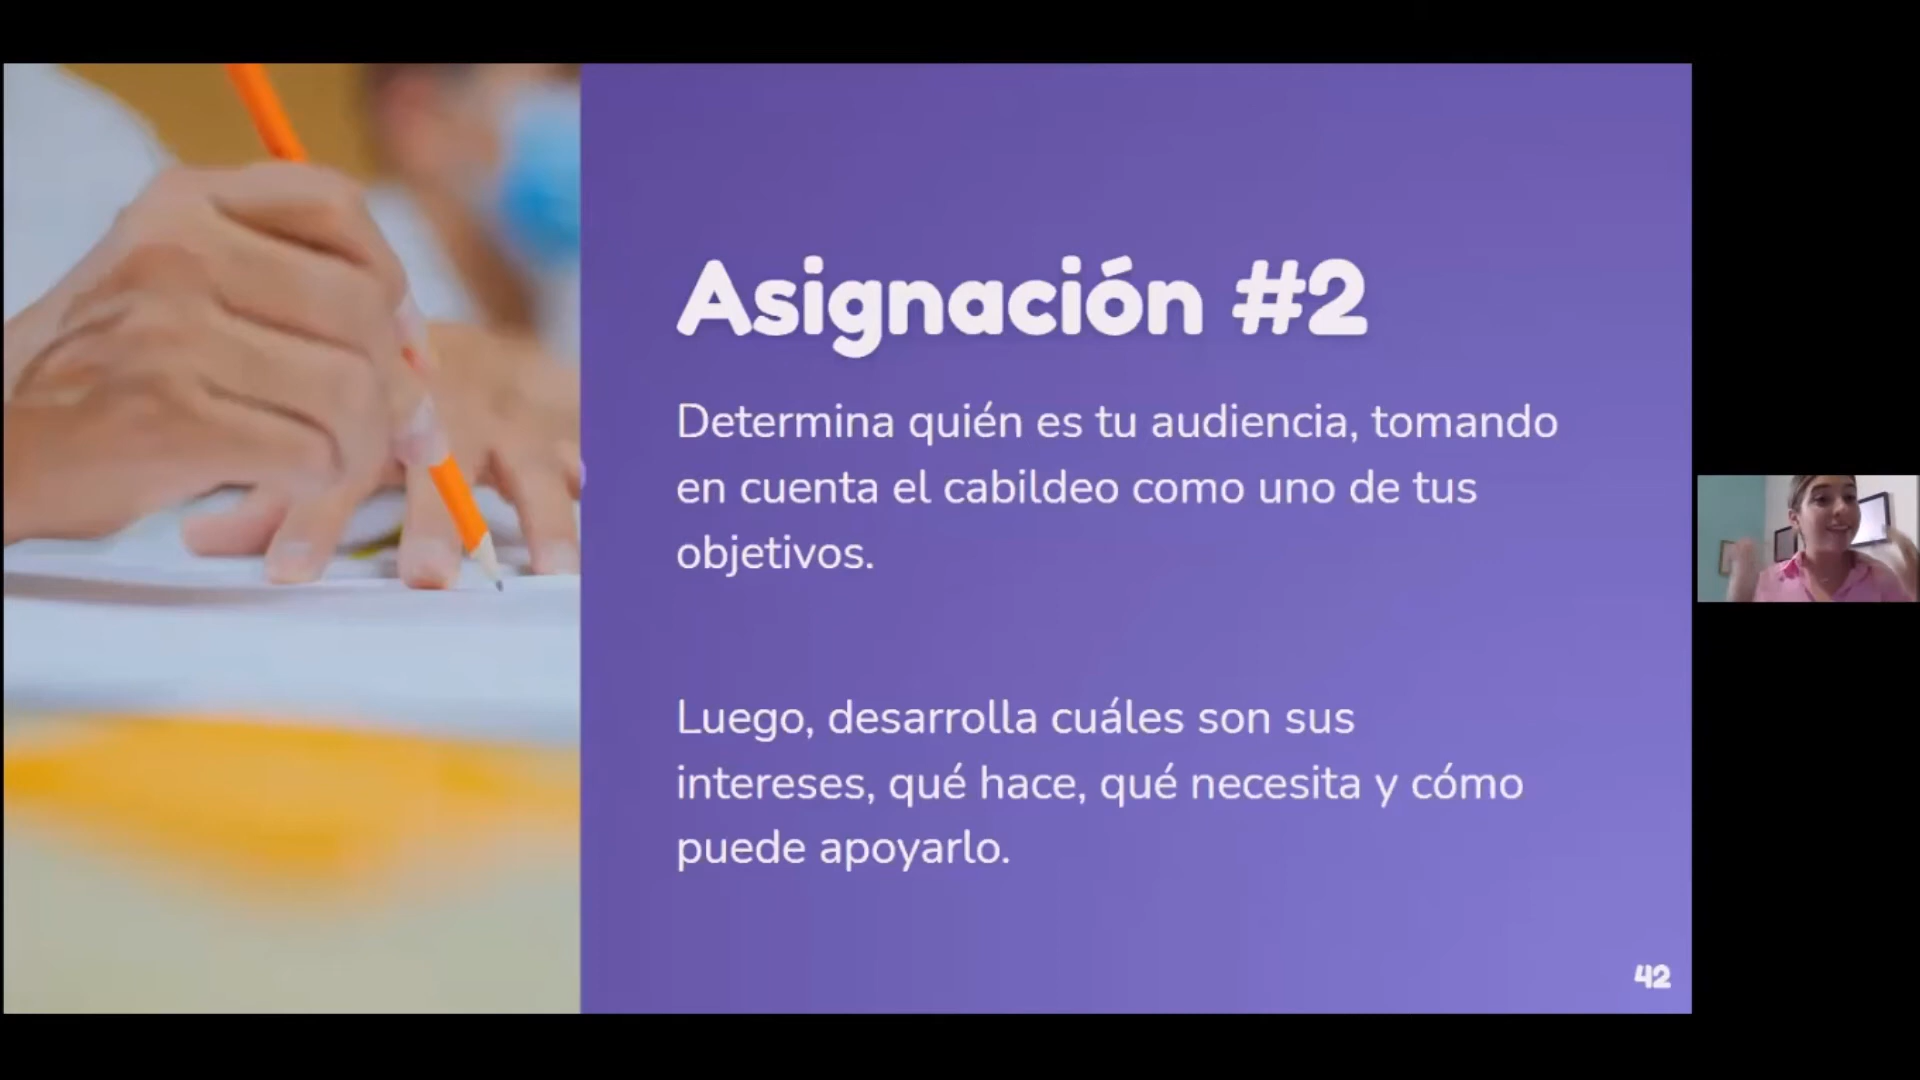 Asignación #2
Determina quién es tu audiencia, tomando
en cuenta el cabildeo como uno de tus
objetivos.
Luego, desarrolla cuáles son sus
intereses, qué hace, qué necesita y cómo
puede apoyarlo.
42